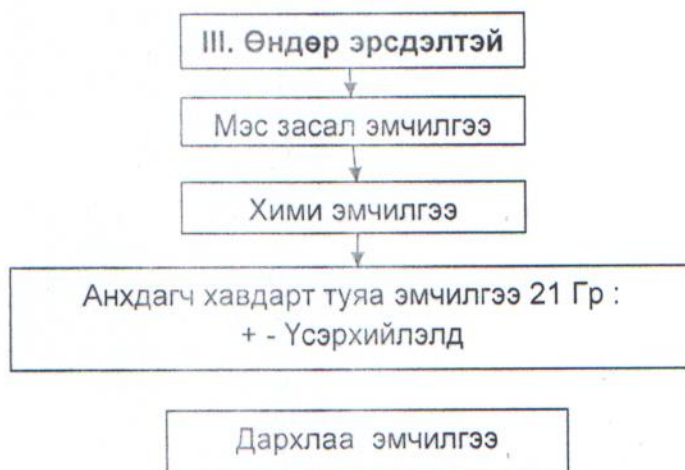 III. Өндөр эрсдэлтэй
Мэс засал эмчилгээ
Хими эмчилгээ
Анхдагч хавдарт туяа эмчилгээ 21 Гр :
+ - Үсэрхийлэлд
Дархлаа эмчилгээ